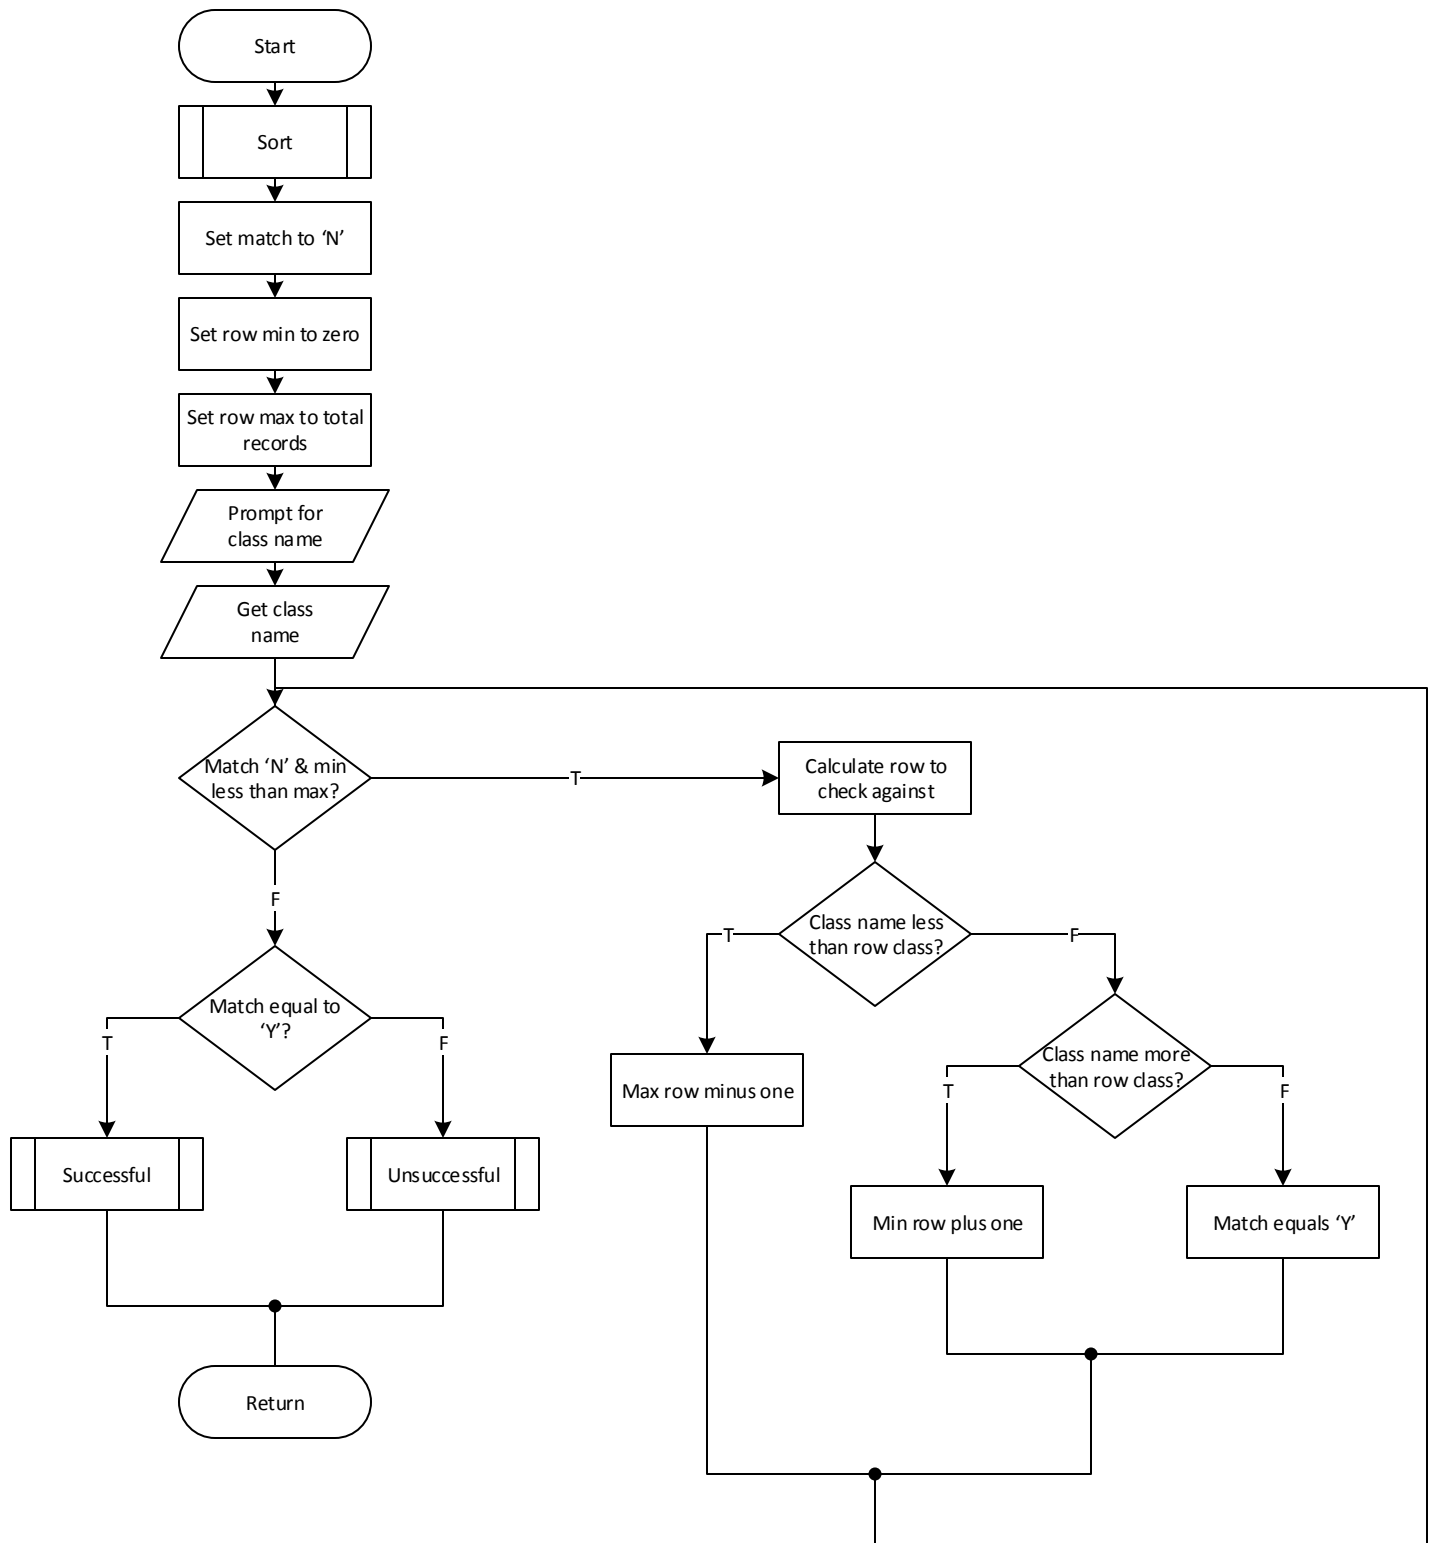 Start
Sort
Set match to ‘N’
Set row min to zero
Set row max to total
records
Prompt for
class name
Get class
name
Match ‘N’ & min
less than max?
T
Calculate row to
check against
F
Class name less
than row class?
T
F
Match equal to
‘Y’?
T
F
Class name more
than row class?
T
F
Max row minus one
Successful
Unsuccessful
Min row plus one
Match equals ‘Y’
Return